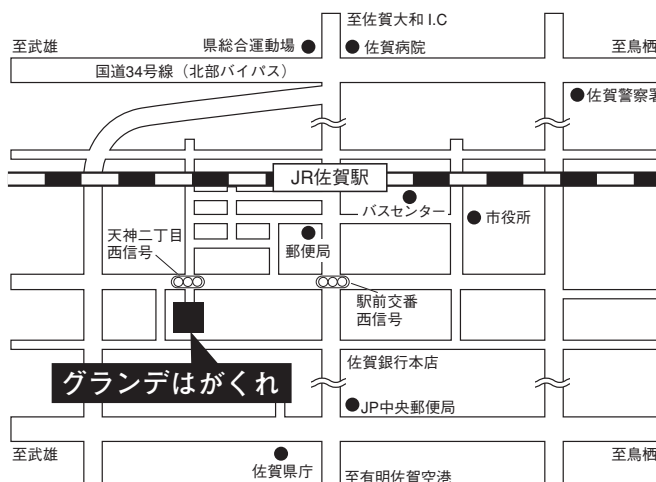 至佐賀大和 I.C
至武雄
県総合運動場
佐賀病院
至鳥栖
国道34号線（北部バイパス）
佐賀警察署
JR佐賀駅
バスセンター
市役所
天神二丁目
西信号
郵便局
駅前交番
西信号
佐賀銀行本店
グランデはがくれ
JP中央郵便局
至武雄
佐賀県庁
至有明佐賀空港
至鳥栖